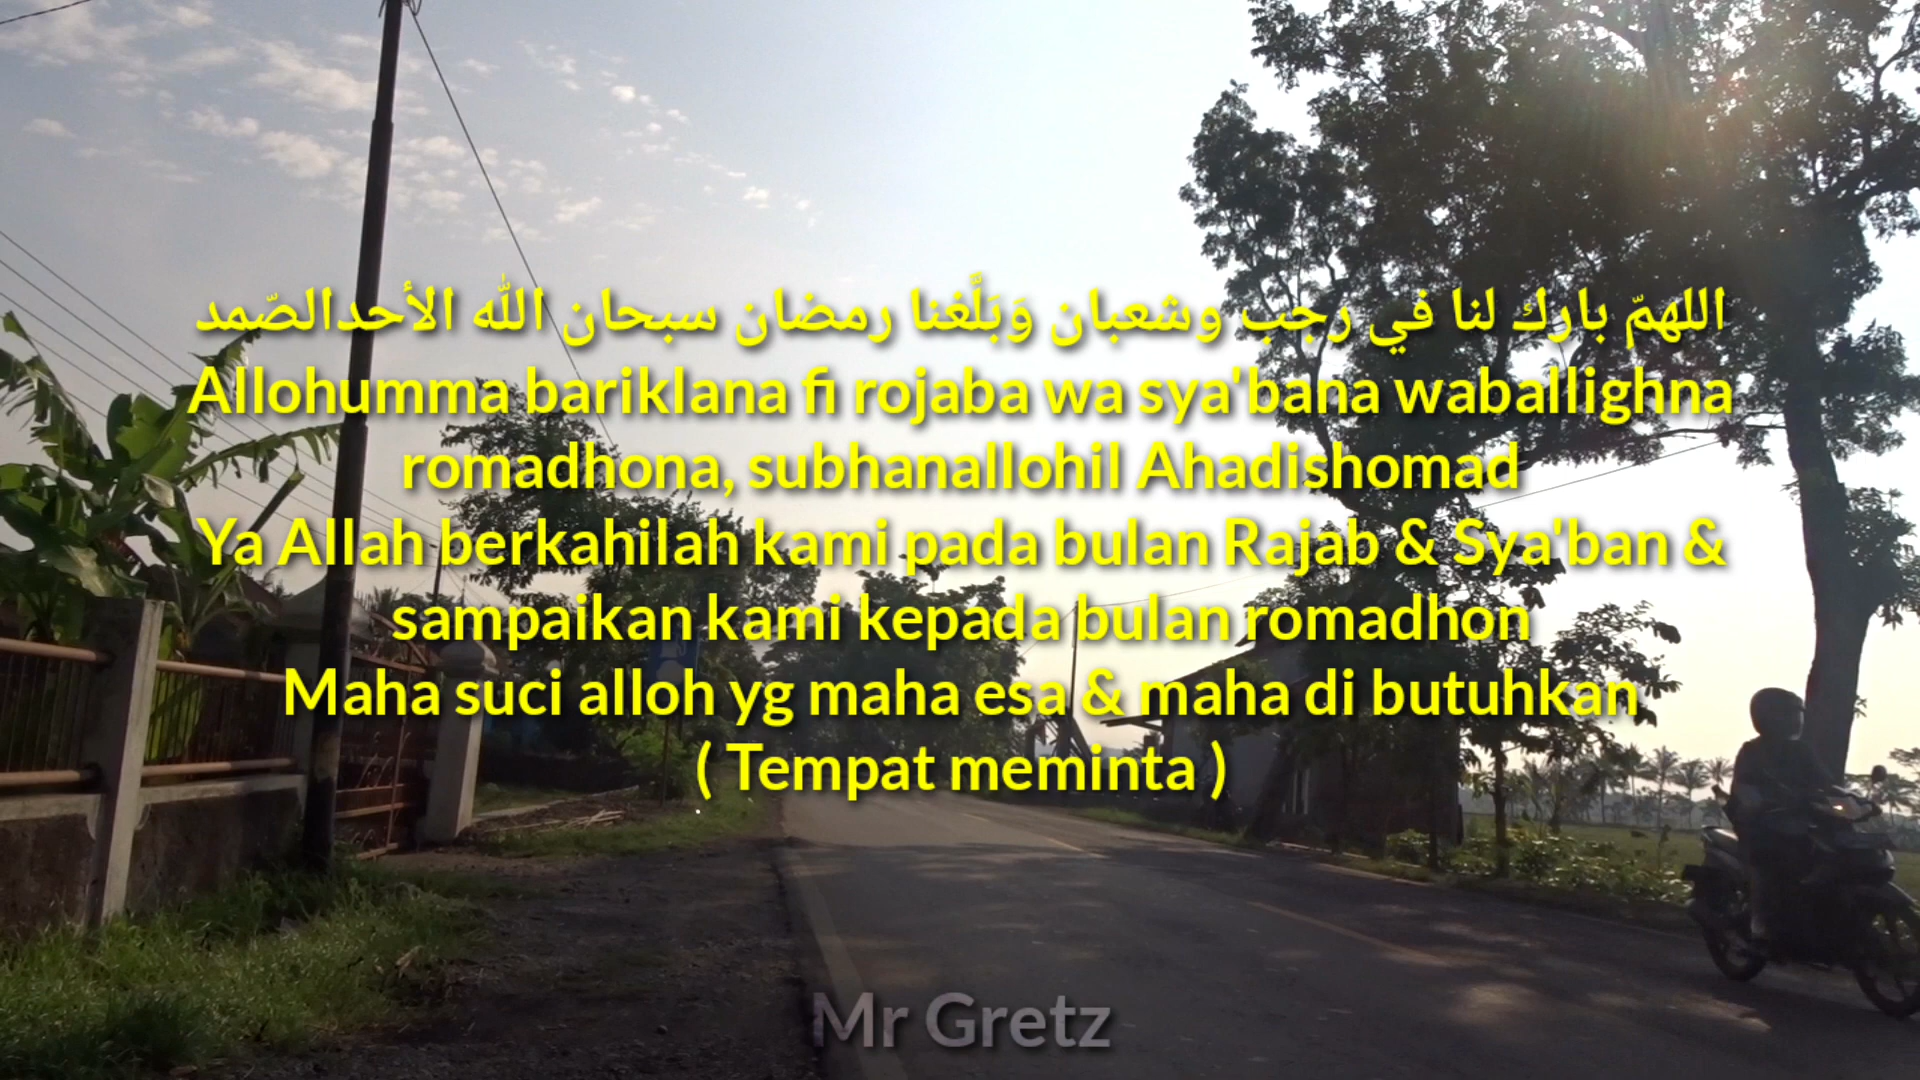 اللهمّ بارك لنا في رجب وشعبان وَبَلَّغنا رمضان سبحان الله الأحدالصّمد
Allohumma bariklana fi rojaba wa sya'bana waballighna
romadhona, subhanallohil Ahadishomad
Ya Allah berkahilah kami pada bulan Rajab & Sya'ban &
sampaikan kami kepada bulan romadhon
Maha suci alloh yg maha esa & maha di butuhkan
( Tempat meminta )
Mr Gretz